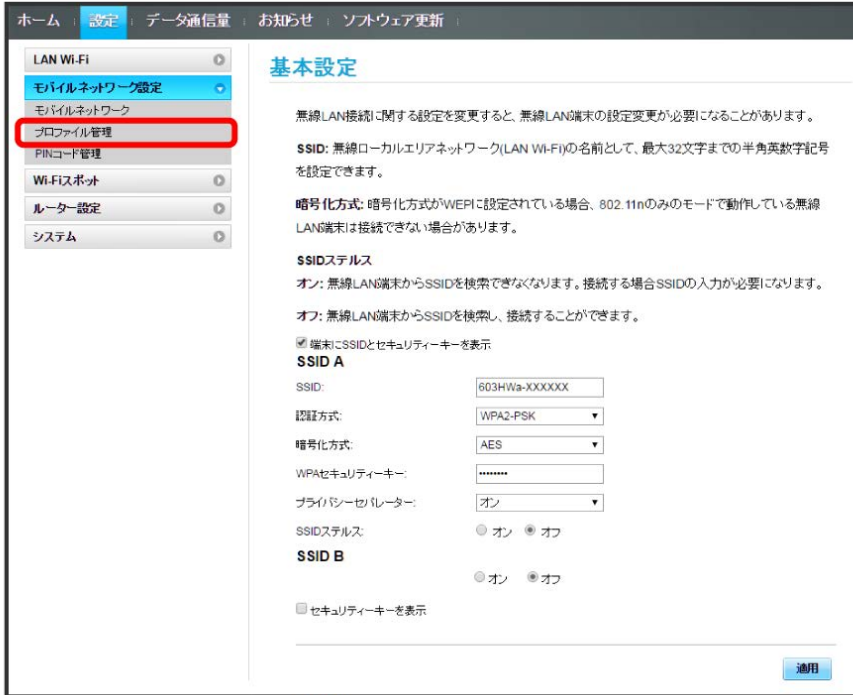 ホーム 設定 データ通信量 お知らせ ソフトウェア更新
LAN Wi-Fi
モバイルネットワーク設定
モバイルネットワーク
プロファイル管理
PINコード管理
Wi-Fiスポット
ルーター設定
システム
基本設定
無線LAN接続に関する設定を変更すると、無線LAN端末の設定変更が必要になることがあります。
SSID: 無線ローカルエリアネットワーク(LAN Wi-Fi)の名前として、最大32文字までの半角英数字記号
を設定できます。
暗号化方式: 暗号化方式がWEPに設定されている場合、802.11nのみのモードで動作している無線
LAN端末は接続できない場合があります。
SSIDステルス
オン: 無線LAN端末からSSIDを検索できなくなります。接続する場合SSIDの入力が必要になります。
オフ: 無線LAN端末からSSIDを検索し、接続することができます。
端末にSSIDとセキュリティーキーを表示
SSID A
SSID: 603HWa-XXXXXX
認証方式: WPA2-PSK
暗号化方式: AES
WPAセキュリティーキー: ••••••••
プライバシーセパレーター: オン
SSIDステルス: オン オフ
SSID B
オン オフ
セキュリティーキーを表示
適用